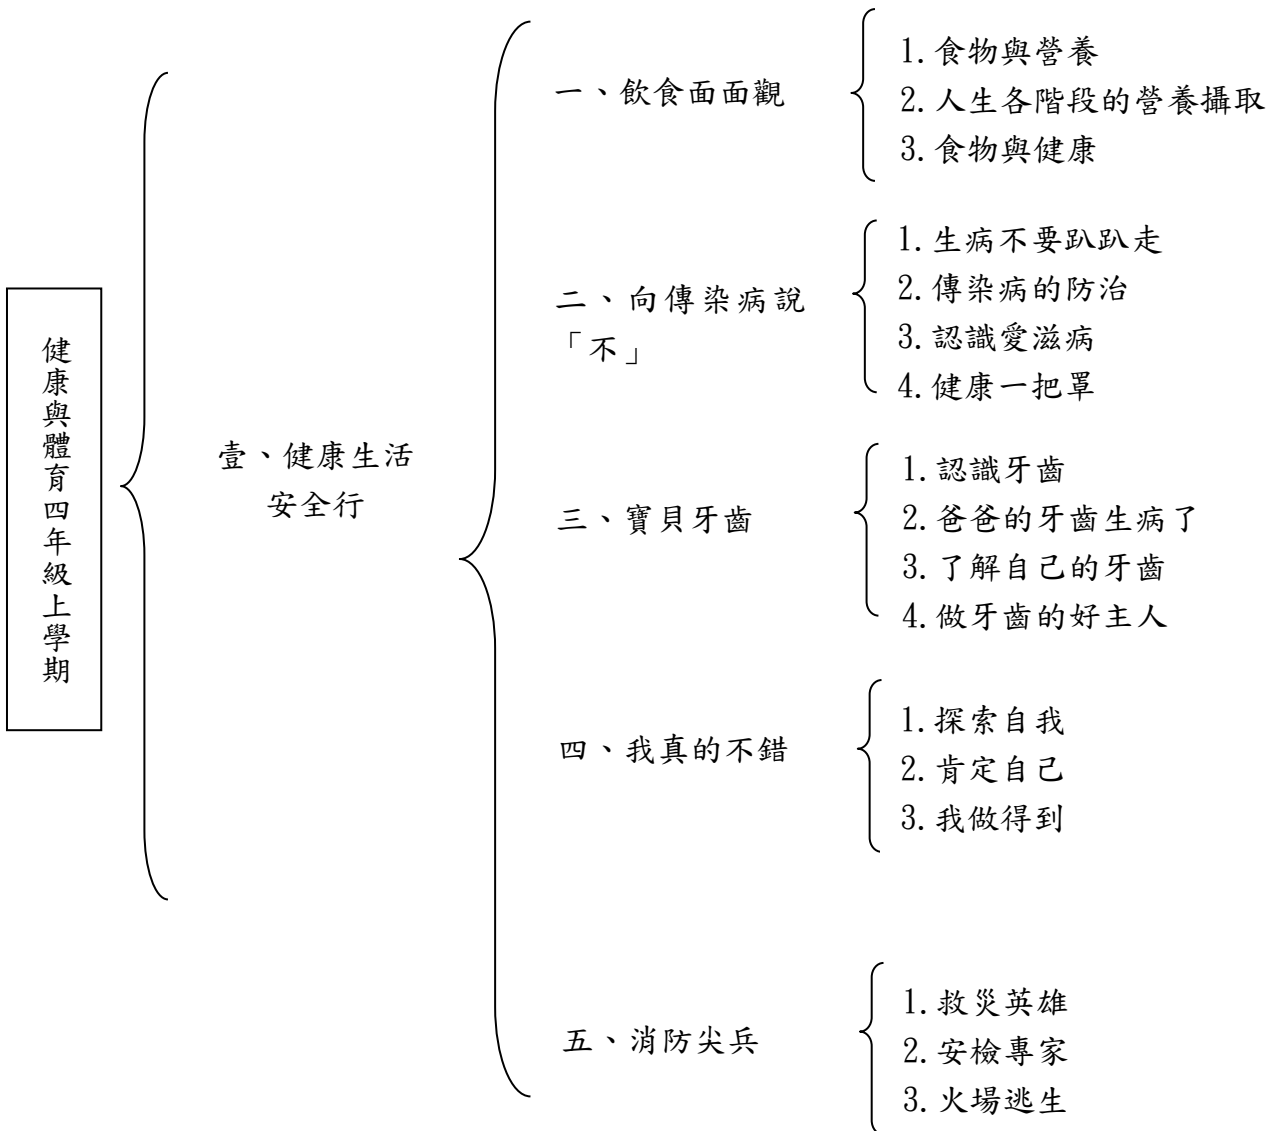 健康與體育四年級上學期
壹、健康生活
安全行
一、飲食面面觀
1.食物與營養
2.人生各階段的營養攝取
3.食物與健康
二、向傳染病說
「不」
1.生病不要趴趴走
2.傳染病的防治
3.認識愛滋病
4.健康一把罩
三、寶貝牙齒
1.認識牙齒
2.爸爸的牙齒生病了
3.了解自己的牙齒
4.做牙齒的好主人
四、我真的不錯
1.探索自我
2.肯定自己
3.我做得到
五、消防尖兵
1.救災英雄
2.安檢專家
3.火場逃生